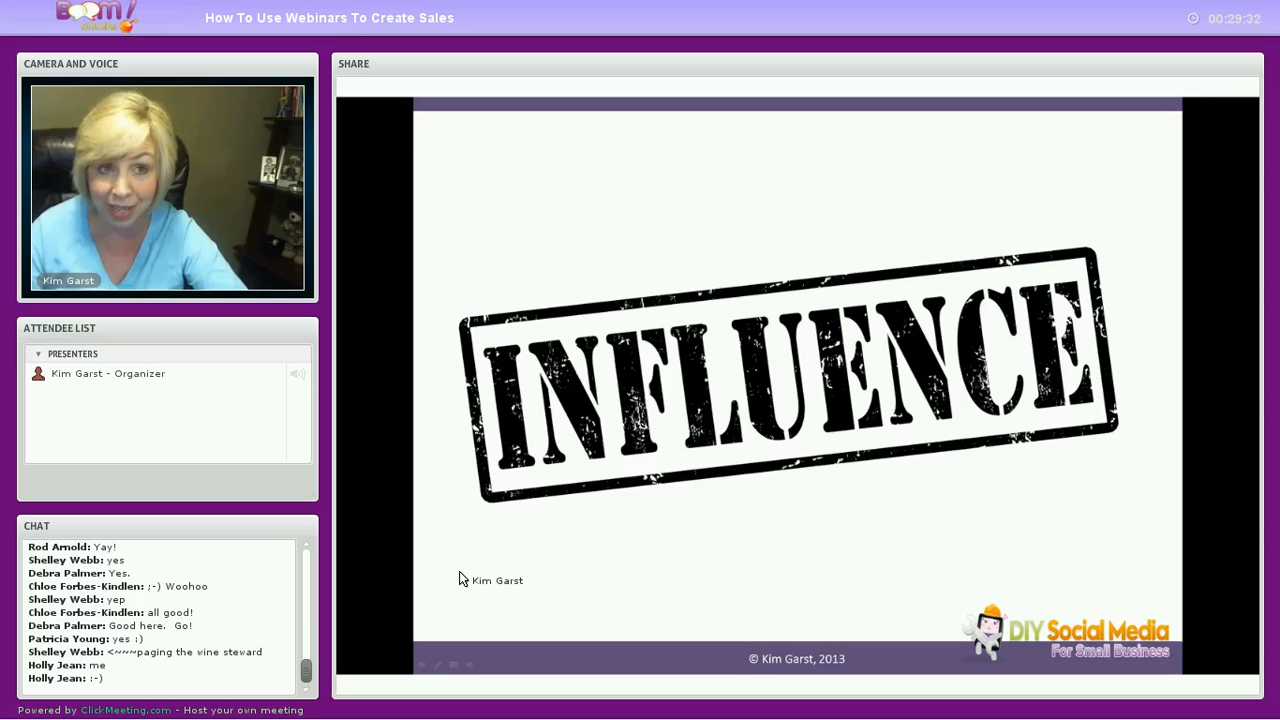 BOOM!
SOCIAL
How To Use Webinars To Create Sales
00:29:32
CAMERA AND VOICE
Kim Garst
ATTENDEE LIST
PRESENTERS
Kim Garst - Organizer
CHAT
Rod Arnold: Yay!
Shelley Webb: yes
Debra Palmer: Yes.
Chloe Forbes-Kindlen: ;-) Woohoo
Shelley Webb: yep
Chloe Forbes-Kindlen: all good!
Debra Palmer: Good here.  Go!
Patricia Young: yes :)
Shelley Webb: <~~~paging the wine steward
Holly Jean: me
Holly Jean: :-)
SHARE
INFLUENCE
Kim Garst
DIY Social Media
For Small Business
© Kim Garst, 2013
Powered by ClickMeeting.com - Host your own meeting